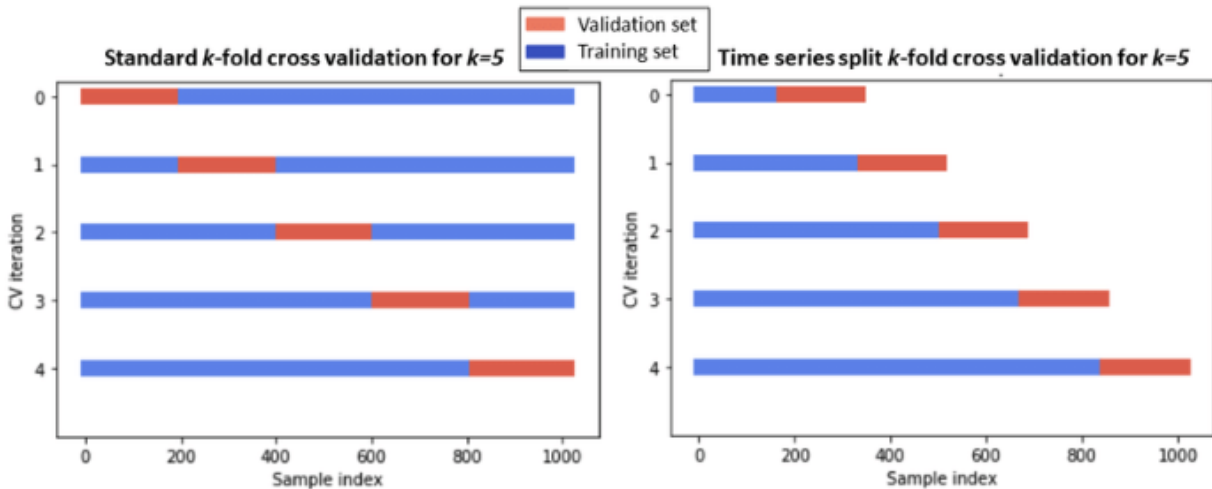 Validation set
Training set
Standard k-fold cross validation for k=5
Time series split k-fold cross validation for k=5
CV iteration
0
1
2
3
4
0 200 400 600 800 1000
Sample index
CV iteration
0
1
2
3
4
0 200 400 600 800 1000
Sample index